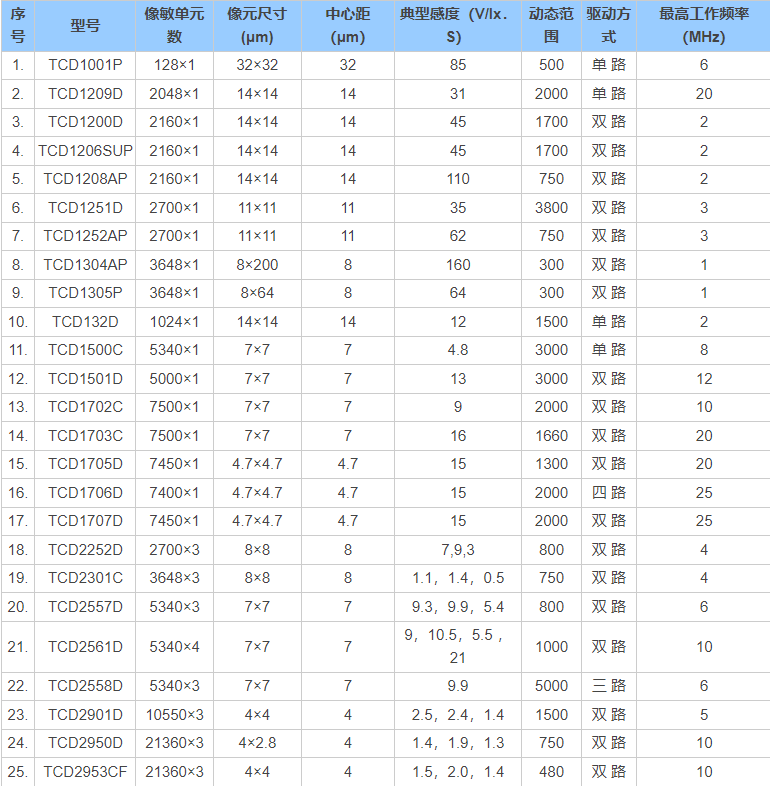 序号 型号 像敏单元数 像元尺寸(μm) 中心距(μm) 典型感度（V/lx.S) 动态范围 驱动方式 最高工作频率(MHz)
1. TCD1001P 128×1 32×32 32 85 500 单 路 6
2. TCD1209D 2048×1 14×14 14 31 2000 单 路 20
3. TCD1200D 2160×1 14×14 14 45 1700 双 路 2
4. TCD1206SUP 2160×1 14×14 14 45 1700 双 路 2
5. TCD1208AP 2160×1 14×14 14 110 750 双 路 2
6. TCD1251D 2700×1 11×11 11 35 3800 双 路 3
7. TCD1252AP 2700×1 11×11 11 62 750 双 路 3
8. TCD1304AP 3648×1 8×200 8 160 300 双 路 1
9. TCD1305P 3648×1 8×64 8 64 300 双 路 1
10. TCD132D 1024×1 14×14 14 12 1500 单 路 2
11. TCD1500C 5340×1 7×7 7 4.8 3000 单 路 8
12. TCD1501D 5000×1 7×7 7 13 3000 双 路 12
13. TCD1702C 7500×1 7×7 7 9 2000 双 路 10
14. TCD1703C 7500×1 7×7 7 16 1660 双 路 20
15. TCD1705D 7450×1 4.7×4.7 4.7 15 1300 双 路 20
16. TCD1706D 7400×1 4.7×4.7 4.7 15 2000 四 路 25
17. TCD1707D 7450×1 4.7×4.7 4.7 15 2000 双 路 25
18. TCD2252D 2700×3 8×8 8 7,9,3 800 双 路 4
19. TCD2301C 3648×3 8×8 8 1.1，1.4，0.5 750 双 路 4
20. TCD2557D 5340×3 7×7 7 9.3，9.9，5.4 800 双 路 6
21. TCD2561D 5340×4 7×7 7 9，10.5，5.5，21 1000 双 路 10
22. TCD2558D 5340×3 7×7 7 9.9 5000 三 路 6
23. TCD2901D 10550×3 4×4 4 2.5，2.4，1.4 1500 双 路 5
24. TCD2950D 21360×3 4×2.8 4 1.4，1.9，1.3 750 双 路 10
25. TCD2953CF 21360×3 4×4 4 1.5，2.0，1.4 480 双 路 10